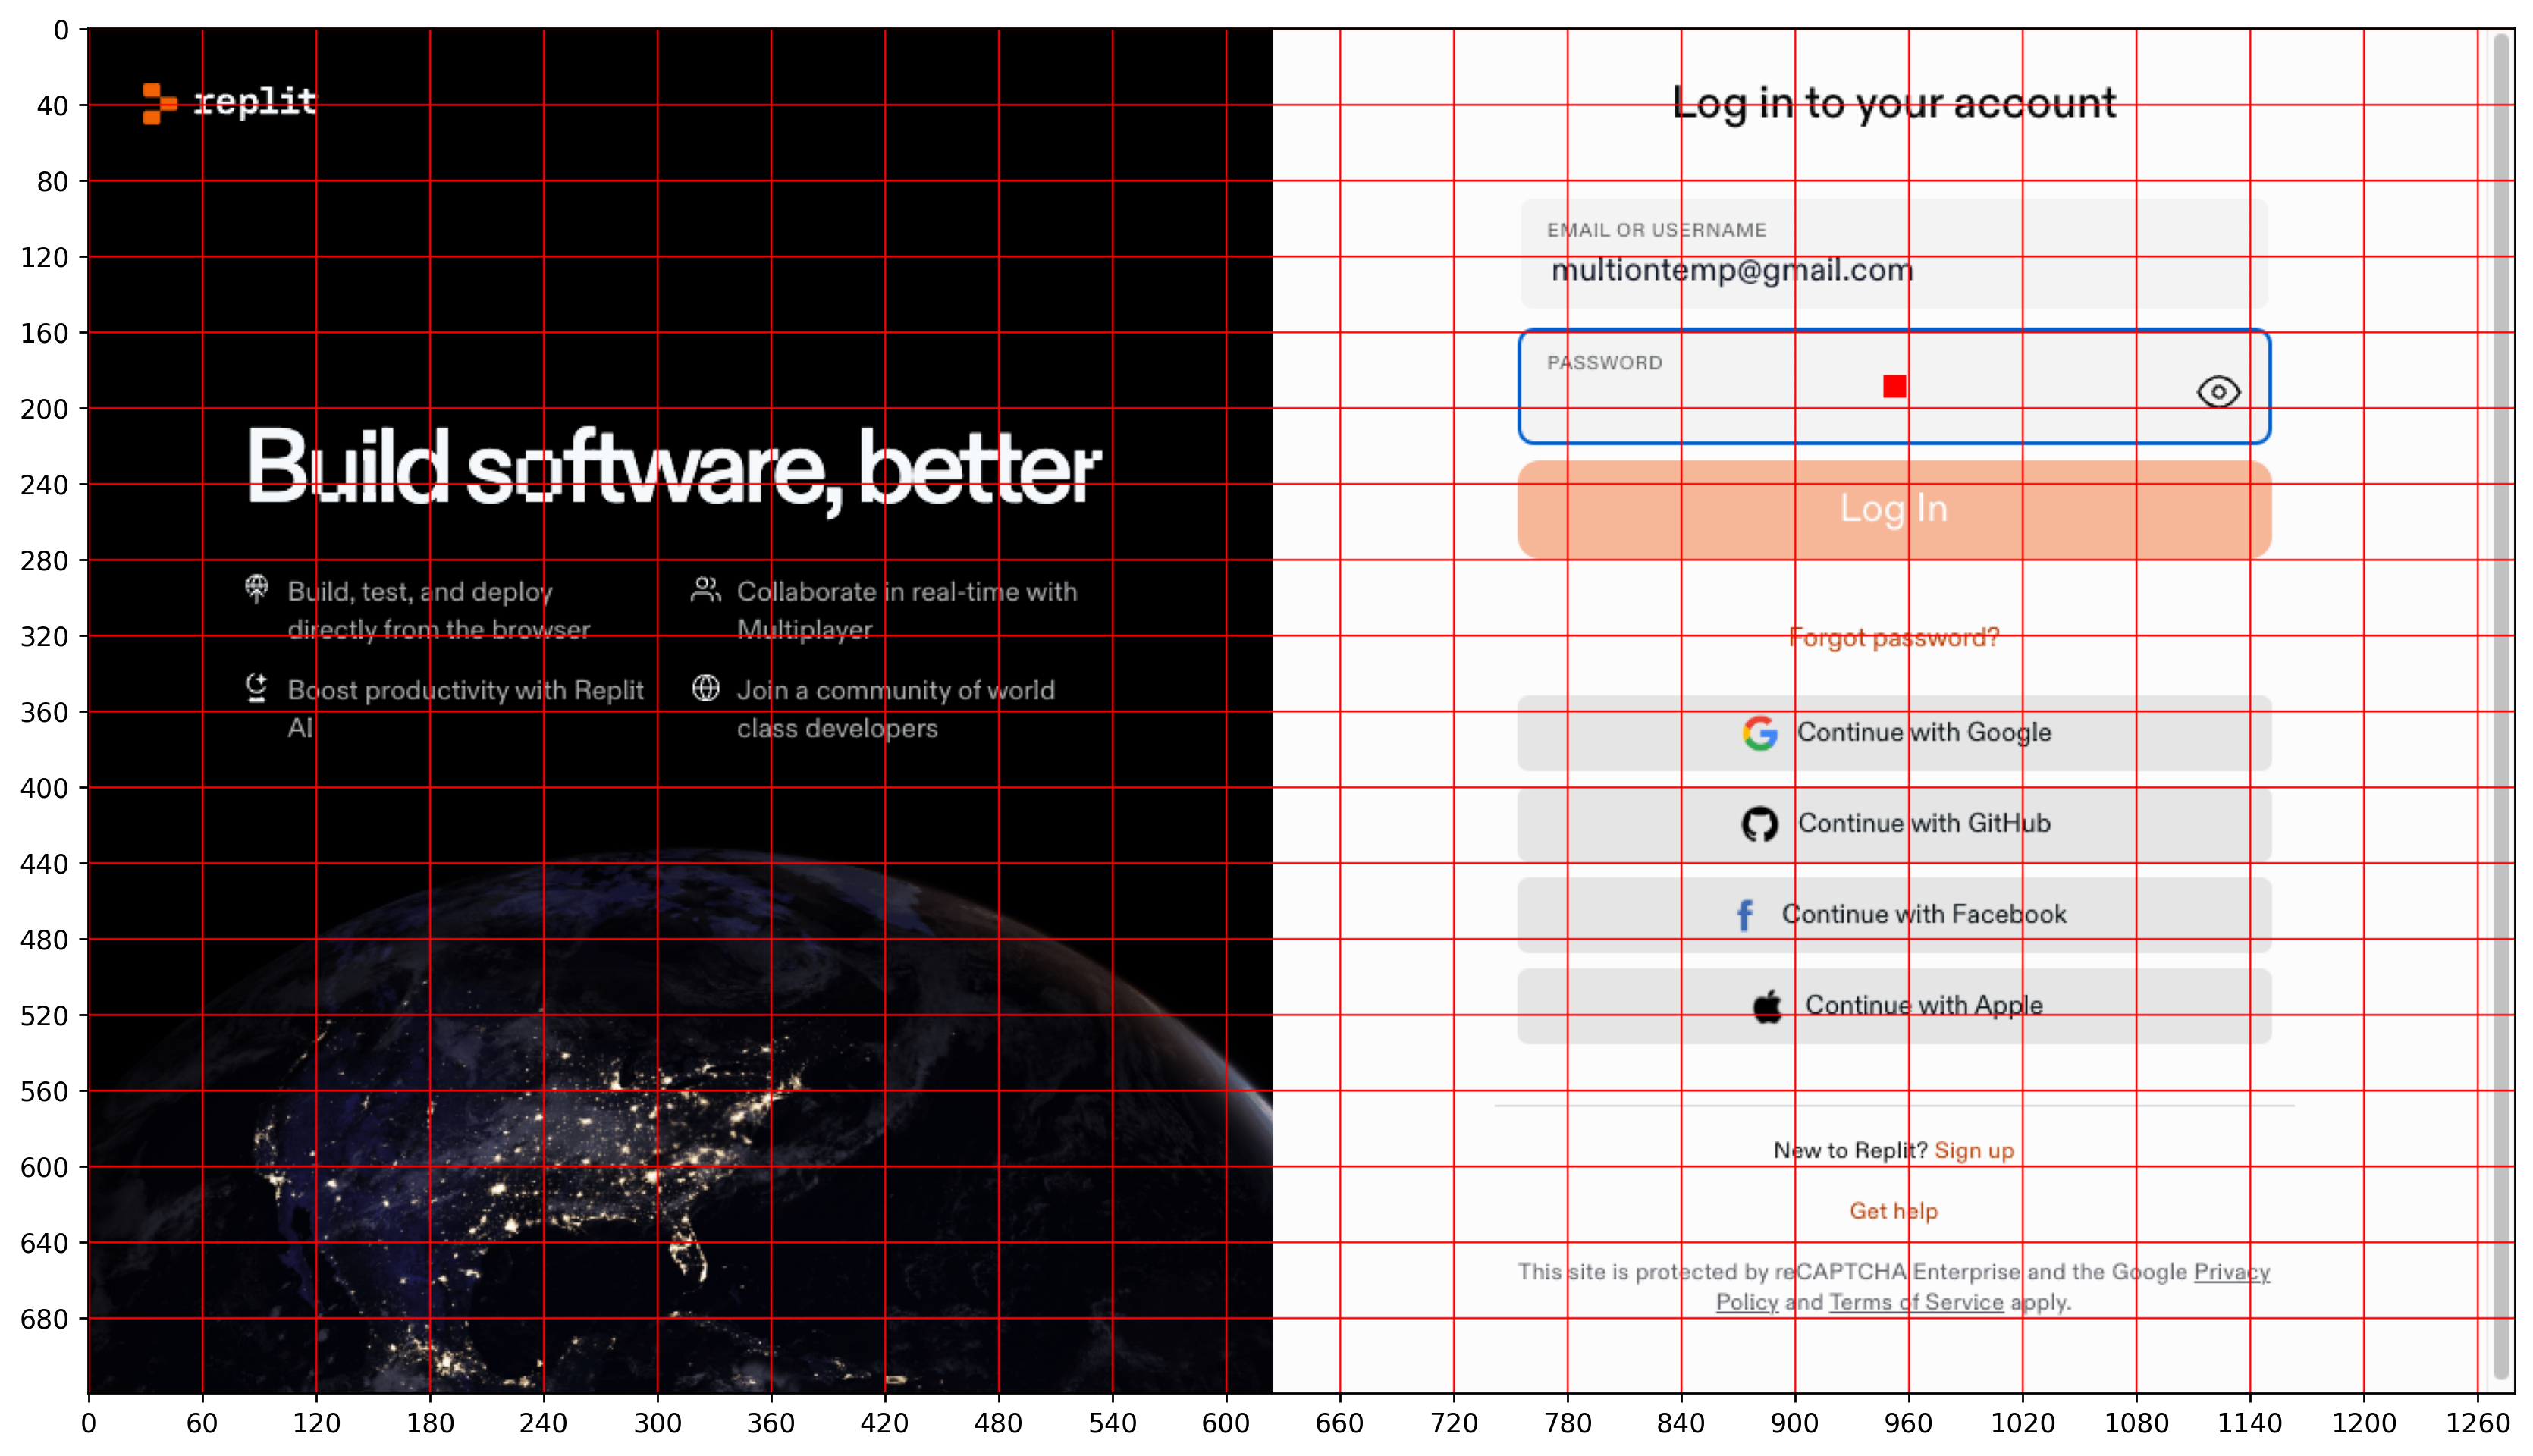 replit
Build software, better
Build, test, and deploy
directly from the browser
Collaborate in real-time with
Multiplayer
Boost productivity with Replit
AI
Join a community of world
class developers
Log in to your account
EMAIL OR USERNAME
multiontemp@gmail.com
PASSWORD
Log In
Forgot password?
Continue with Google
Continue with GitHub
Continue with Facebook
Continue with Apple
New to Replit? Sign up
Get help
This site is protected by reCAPTCHA Enterprise and the Google Privacy
Policy and Terms of Service apply.
0
40
80
120
160
200
240
280
320
360
400
440
480
520
560
600
640
680
0 60 120 180 240 300 360 420 480 540 600 660 720 780 840 900 960 1020 1080 1140 1200 1260